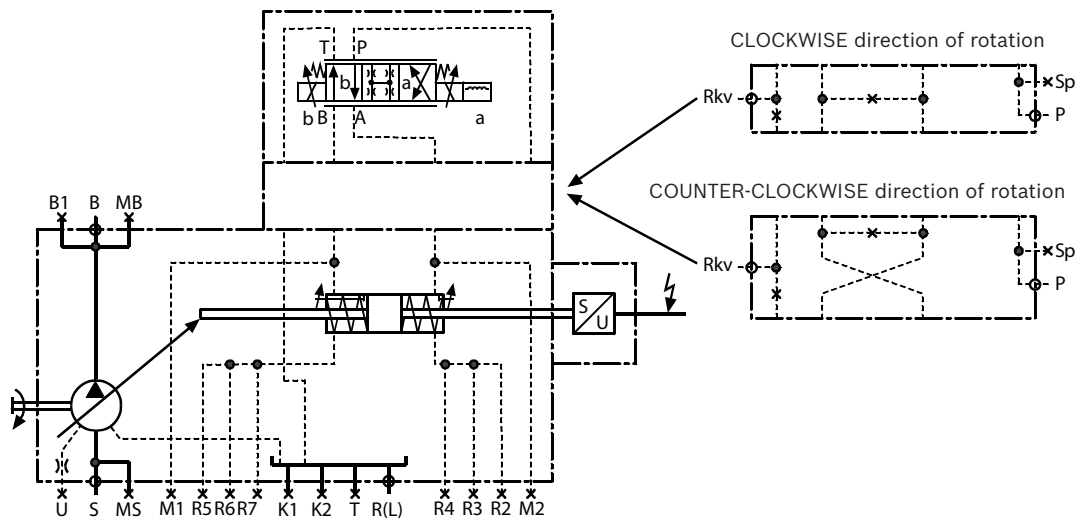 CLOCKWISE direction of rotation
T P
b a
b B A a
Rkv
Sp
P
COUNTER-CLOCKWISE direction of rotation
Rkv
Sp
P
B1 B MB
S
U
U S MS M1 R5 R6 R7 K1 K2 T R(L) R4 R3 R2 M2